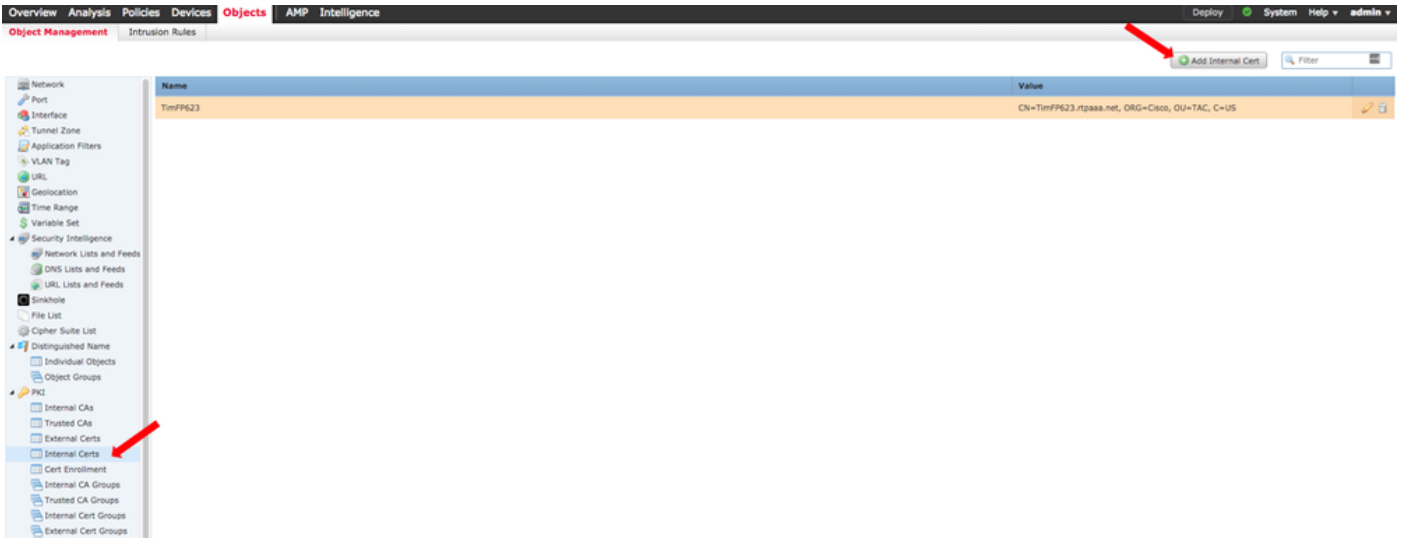 Overview Analysis Policies Devices Objects AMP Intelligence Deploy System Help admin
Object Management Intrusion Rules
Add Internal Cert Filter
Name Value
TimFP623 CN=TimFP623.rtpaaa.net, ORG=Cisco, OU=TAC, C=US
Network
Port
Interface
Tunnel Zone
Application Filters
VLAN Tag
URL
Geolocation
Time Range
Variable Set
Security Intelligence
Network Lists and Feeds
DNS Lists and Feeds
URL Lists and Feeds
Sinkhole
File List
Cipher Suite List
Distinguished Name
Individual Objects
Object Groups
PKI
Internal CAs
Trusted CAs
External Certs
Internal Certs
Cert Enrollment
Internal CA Groups
Trusted CA Groups
Internal Cert Groups
External Cert Groups